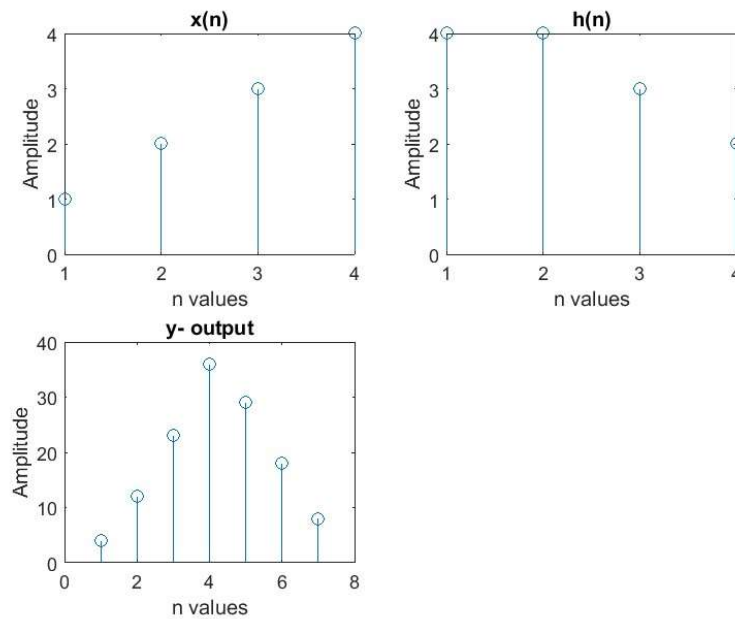 x(n)
4
3
2
1
0
Amplitude
1 2 3 4
n values
h(n)
4
3
2
1
0
Amplitude
1 2 3 4
n values
y- output
40
30
20
10
0
Amplitude
0 2 4 6 8
n values